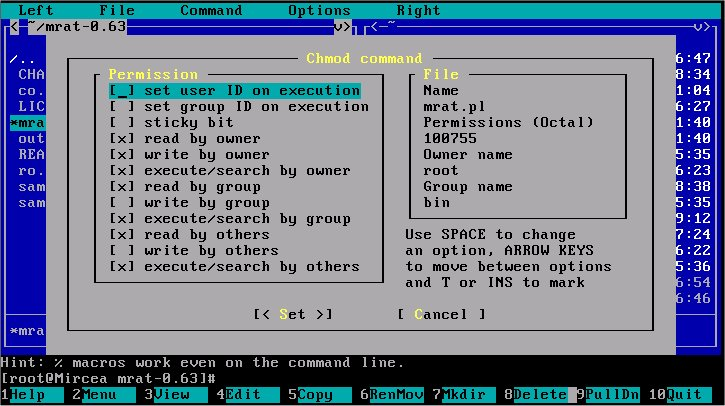 Left File Command Options Right
<─ ~/mrat-0.63 v> <─ ~ v>
Chmod command
Permission
[ ] set user ID on execution
[ ] set group ID on execution
[ ] sticky bit
[x] read by owner
[x] write by owner
[x] execute/search by owner
[x] read by group
[ ] write by group
[x] execute/search by group
[x] read by others
[ ] write by others
[x] execute/search by others
File
Name
mrat.pl
Permissions (Octal)
100755
Owner name
root
Group name
bin
Use SPACE to change
an option, ARROW KEYS
to move between options
and T or INS to mark
[< Set >] [ Cancel ]
/..
CHA
co.
LIC
*mra
out
REA
ro.
sam
sam
6:47
8:34
1:04
6:27
1:40
1:40
5:35
6:23
8:38
5:35
9:12
7:24
6:22
5:36
6:54
6:46
*mra
Hint: % macros work even on the command line.
[root@Mircea mrat-0.63]#
1Help 2Menu 3View 4Edit 5Copy 6RenMov 7Mkdir 8Delete 9PullDn 10Quit